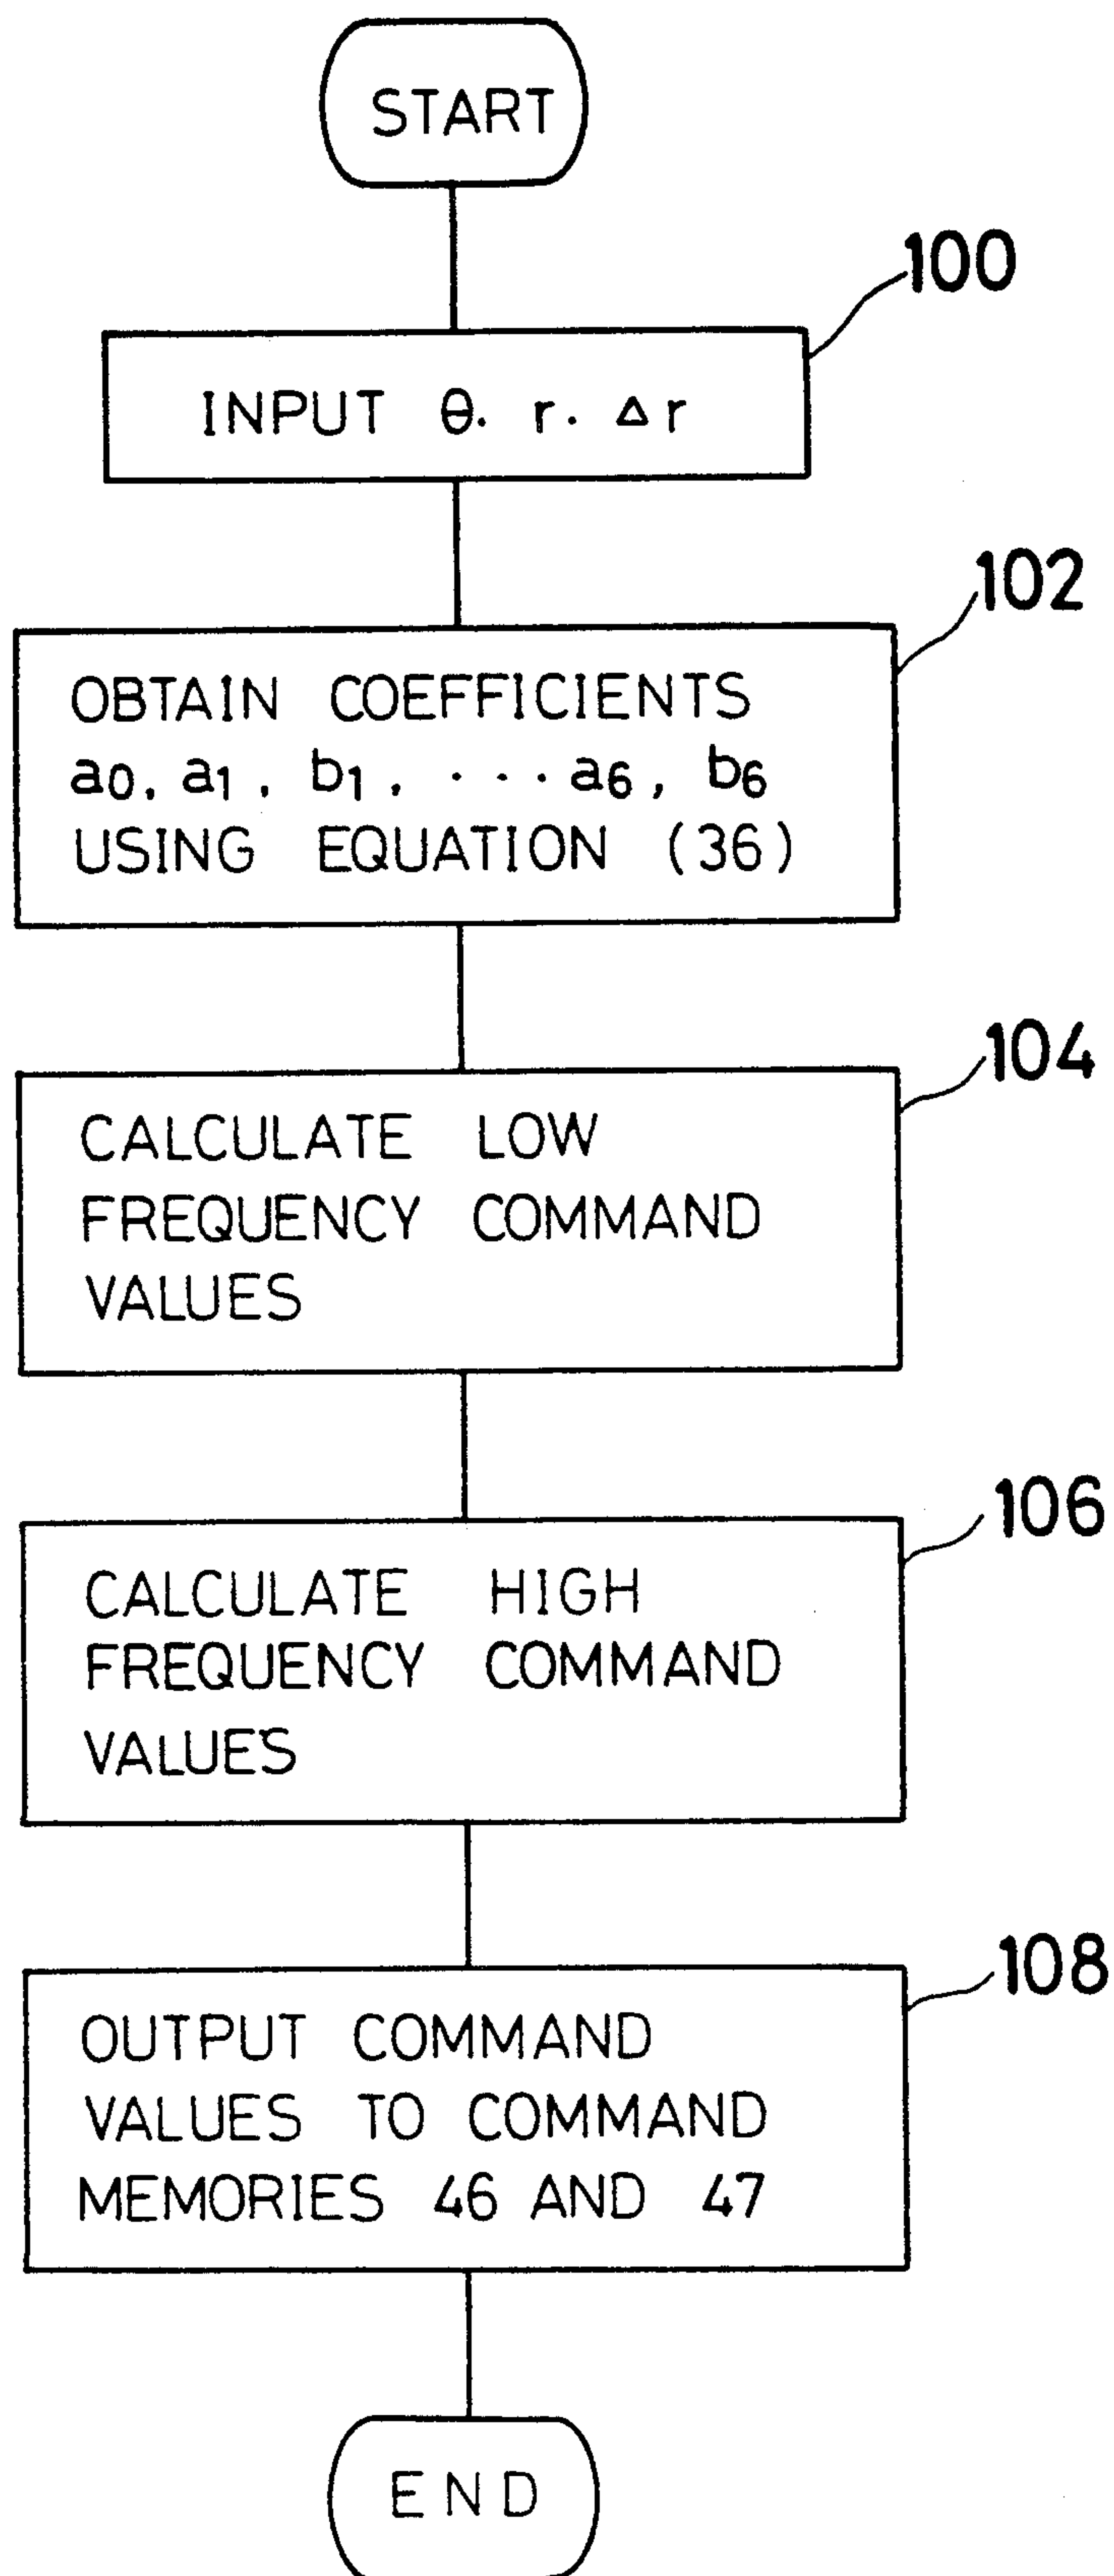 START
100
INPUT θ. r. Δr
102
OBTAIN COEFFICIENTS
a0, a1, b1, ··· a6, b6
USING EQUATION (36)
104
CALCULATE LOW
FREQUENCY COMMAND
VALUES
106
CALCULATE HIGH
FREQUENCY COMMAND
VALUES
108
OUTPUT COMMAND
VALUES TO COMMAND
MEMORIES 46 AND 47
END